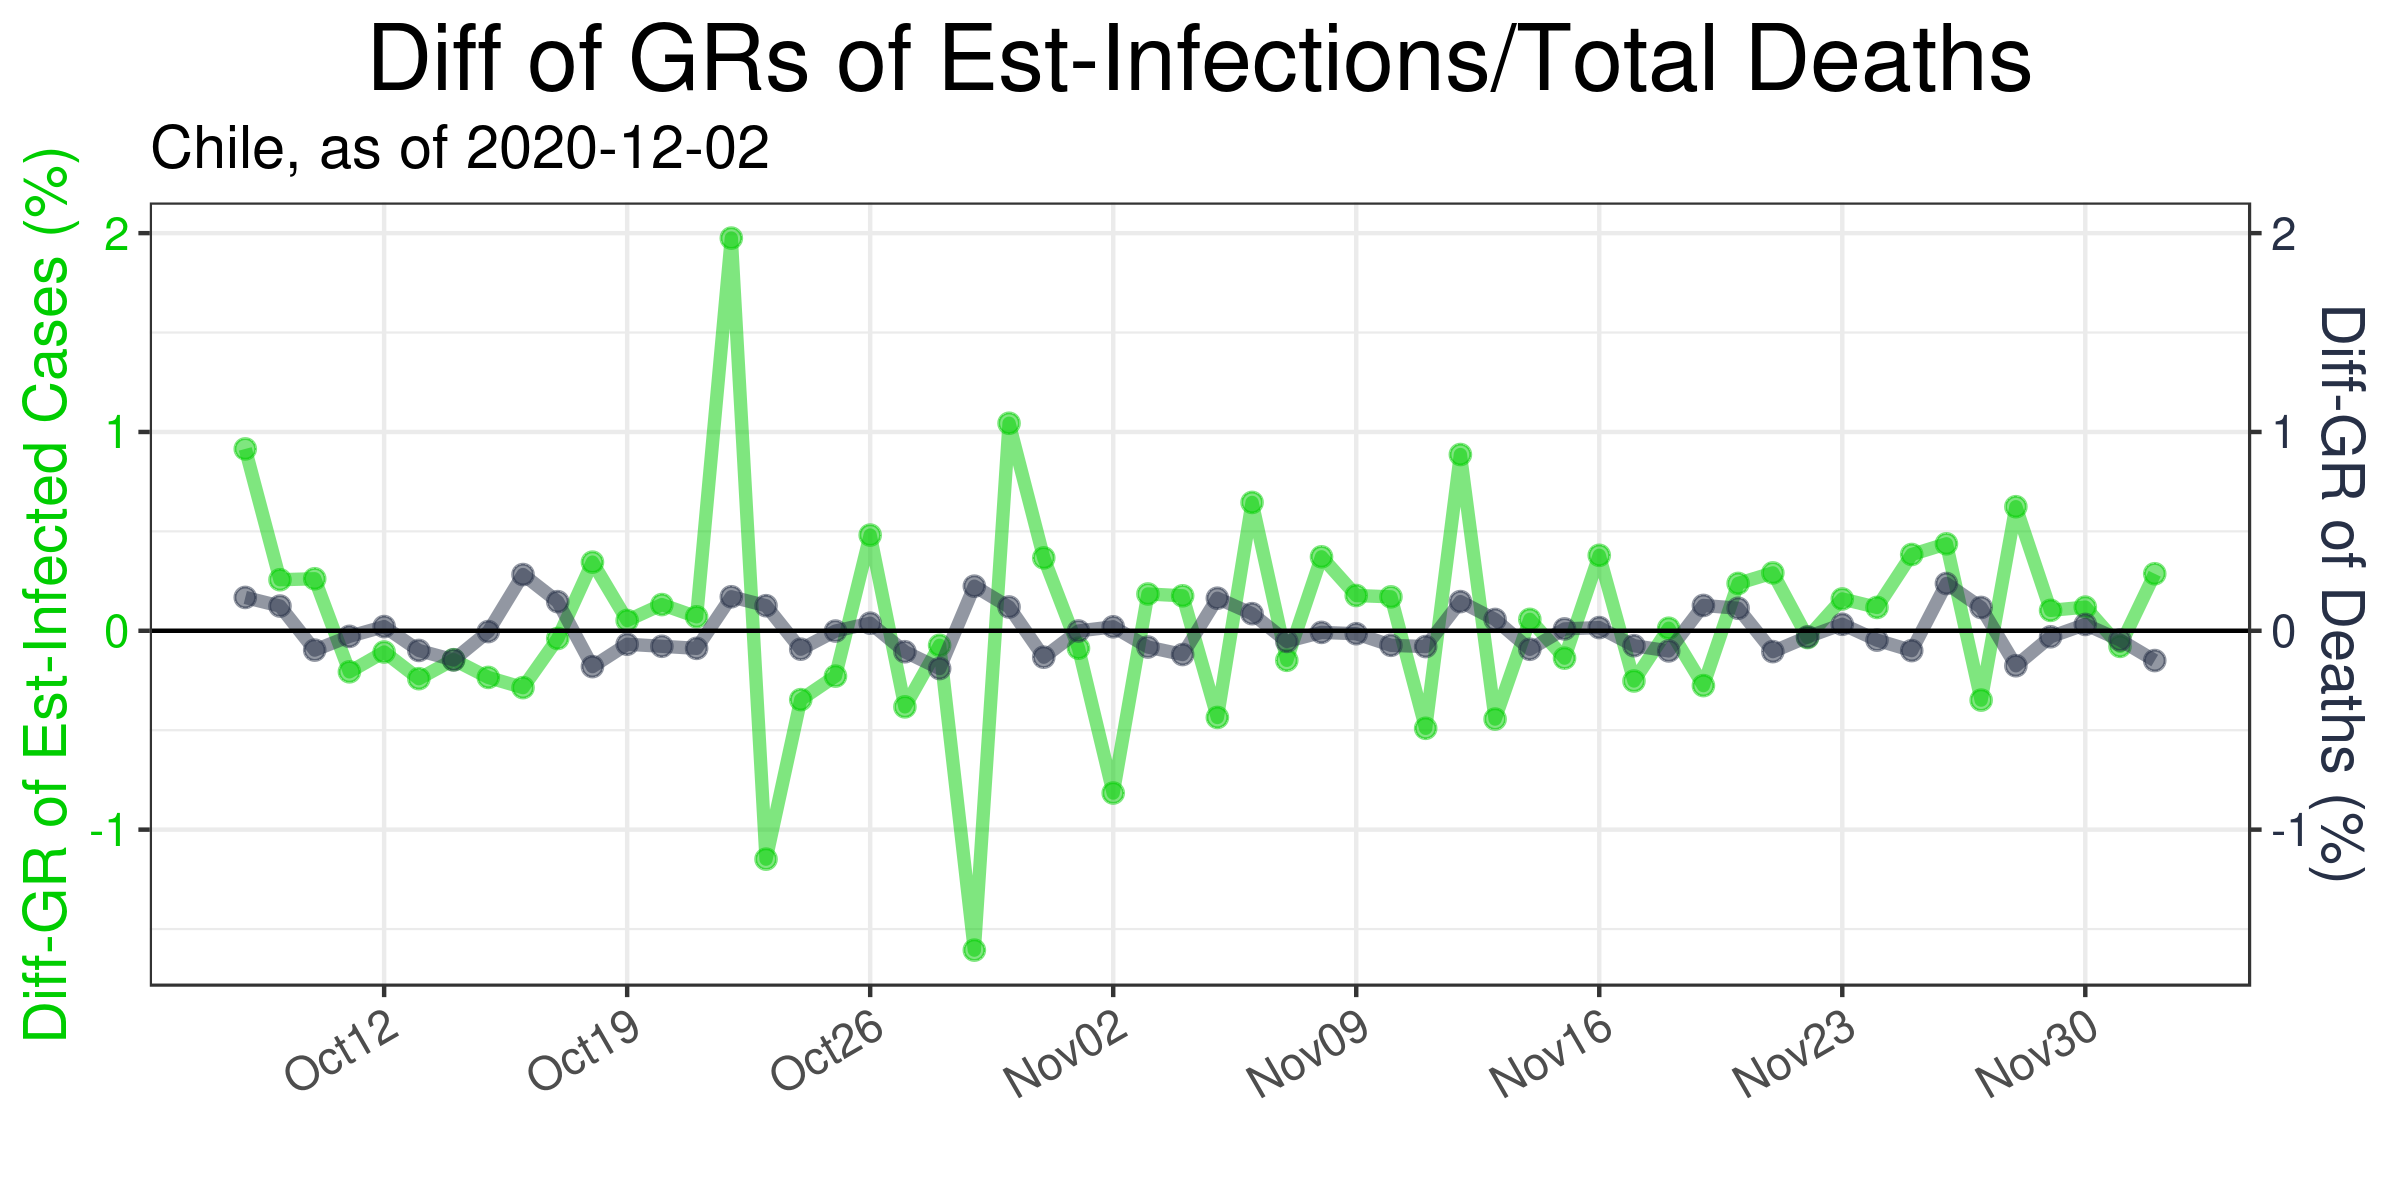 Diff of GRs of Est-Infections/Total Deaths
Chile, as of 2020-12-02
Diff-GR of Est-Infected Cases (%)
2
1
0
-1
2
1
0
-1
Diff-GR of Deaths (%)
Oct12
Oct19
Oct26
Nov02
Nov09
Nov16
Nov23
Nov30